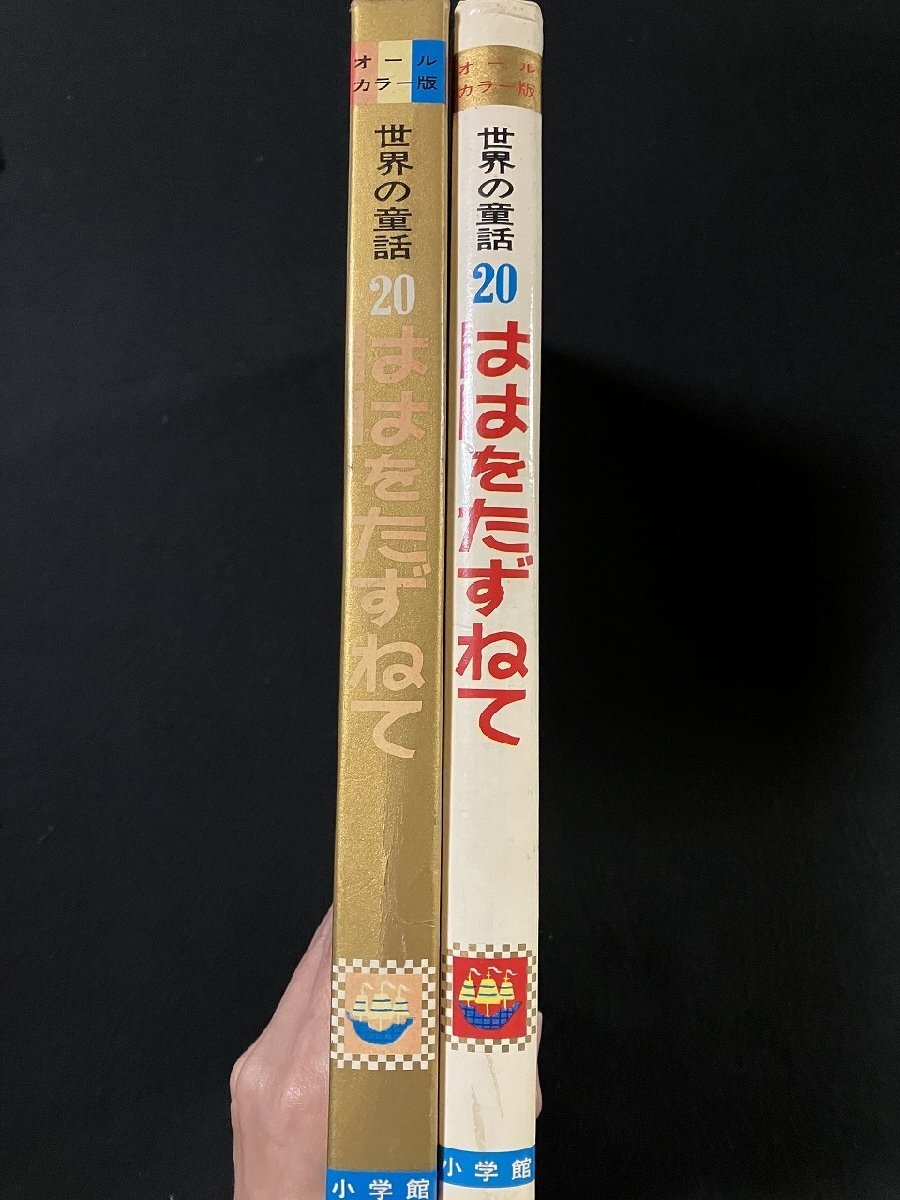 オール
カラー版
世界の童話
20
ははをたずねて
小学館
オール
カラー版
世界の童話
20
ははをたずねて
小学館